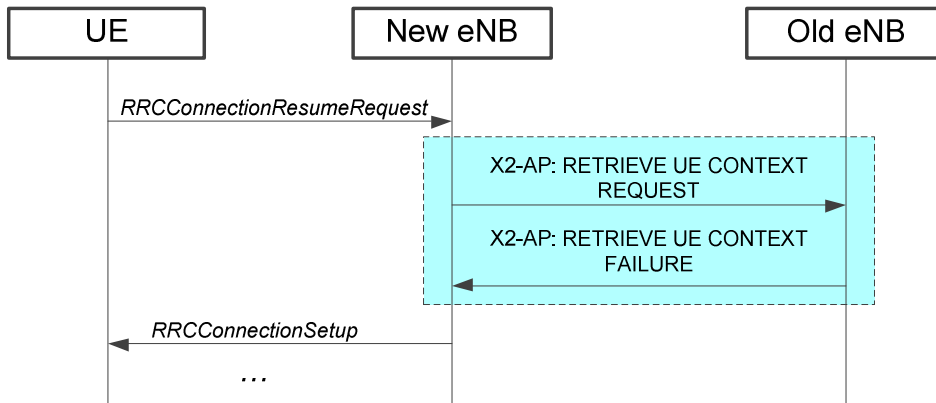 UE
New eNB
Old eNB
RRCConnectionResumeRequest
X2-AP: RETRIEVE UE CONTEXT
REQUEST
X2-AP: RETRIEVE UE CONTEXT
FAILURE
RRCConnectionSetup
...